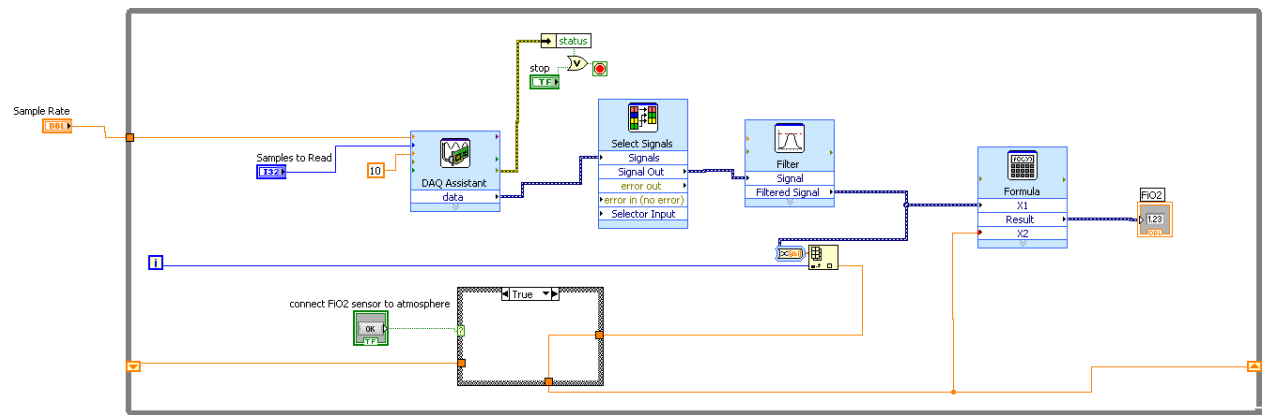 status
stop
TF
Sample Rate
DBL
Samples to Read
I32
10
DAQ Assistant
data
Select Signals
Signals
Signal Out
error out
error in (no error)
Selector Input
Filter
Signal
Filtered Signal
Formula
X1
Result
X2
FiO2
1.23
DBL
i
True
connect FiO2 sensor to atmosphere
OK
TF
?